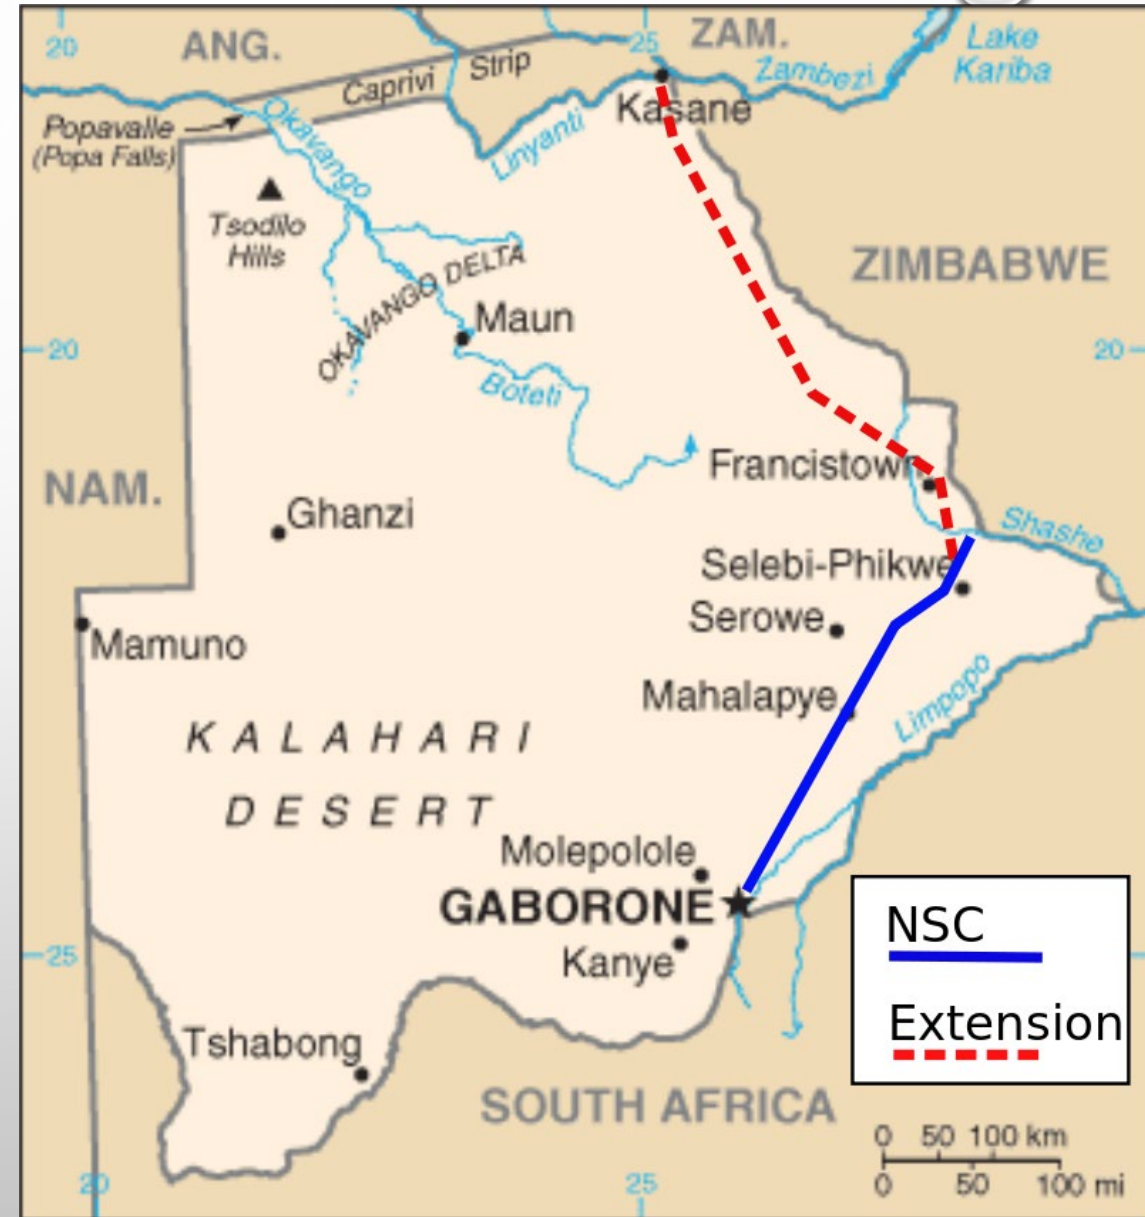 20
ANG.
25
ZAM.
Lake
Kariba
Caprivi
Strip
Zambezi
Kasane
Popavalle
(Popa Falls)
Okavango
Linyanti
Tsodilo
Hills
ZIMBABWE
OKAVANGO DELTA
Maun
20
20
Boteti
NAM.
Francistown
Ghanzi
Shashe
Selebi-Phikwe
Serowe
Mamuno
Mahalapye
Limpopo
KALAHARI
DESERT
Molepolole
GABORONE
NSC
25
Kanye
Extension
Tshabong
SOUTH AFRICA
0 50 100 km
0 50 100 mi
20
25